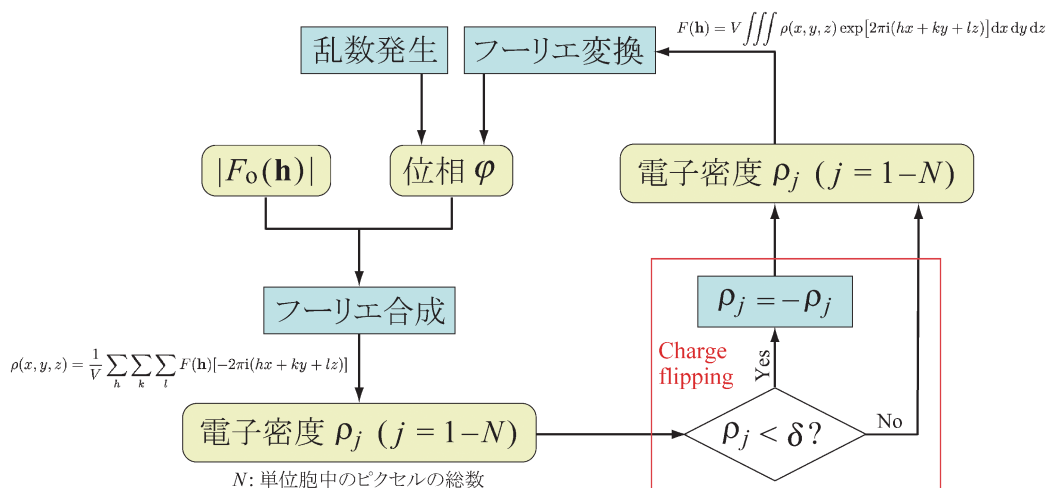 F(h) = V∭ρ(x, y, z) exp[2πi(hx + ky + lz)]dx dy dz
乱数発生
フーリエ変換
|Fo(h)|
位相 φ
電子密度 ρj (j = 1–N)
フーリエ合成
ρj = –ρj
ρ(x, y, z) = 1/V ∑h ∑k ∑l F(h)[−2πi(hx + ky + lz)]
Charge
flipping
Yes
電子密度 ρj (j = 1–N)
ρj < δ?
No
N: 単位胞中のピクセルの総数